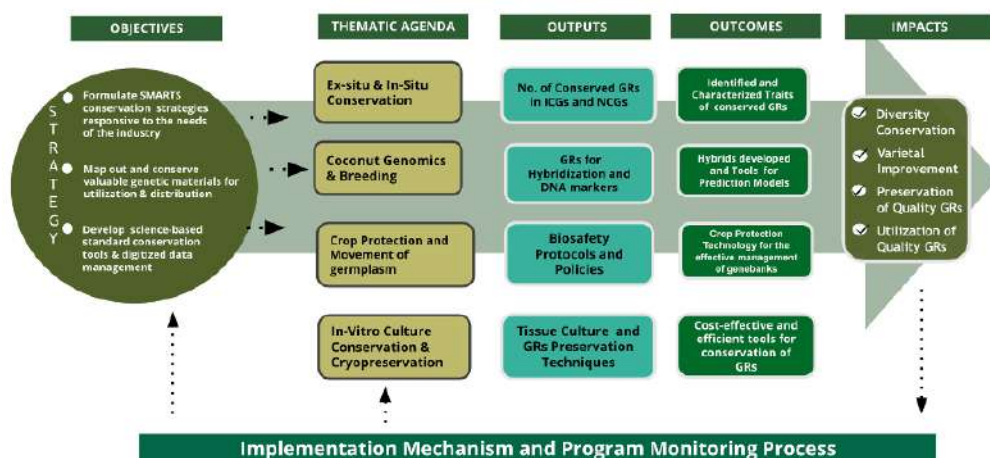 OBJECTIVES
THEMATIC AGENDA
OUTPUTS
OUTCOMES
IMPACTS
STRATEGY
Formulate SMARTS
conservation strategies
responsive to the needs
of the industry
Map out and conserve
valuable genetic materials for
utilization & distribution
Develop science-based
standard conservation
tools & digitized data
management
Ex-situ & In-Situ
Conservation
Coconut Genomics
& Breeding
Crop Protection and
Movement of
germplasm
In-Vitro Culture
Conservation &
Cryopreservation
No. of Conserved GRs
in ICGs and NCGs
GRs for
Hybridization and
DNA markers
Biosafety
Protocols and
Policies
Tissue Culture and
GRs Preservation
Techniques
Identified and
Characterized Traits
of conserved GRs
Hybrids developed
and Tools for
Prediction Models
Crop Protection
Technology for the
effective management
of genebanks
Cost-effective and
efficient tools for
conservation of
GRs
Diversity
Conservation
Varietal
Improvement
Preservation
of Quality GRs
Utilization of
Quality GRs
Implementation Mechanism and Program Monitoring Process